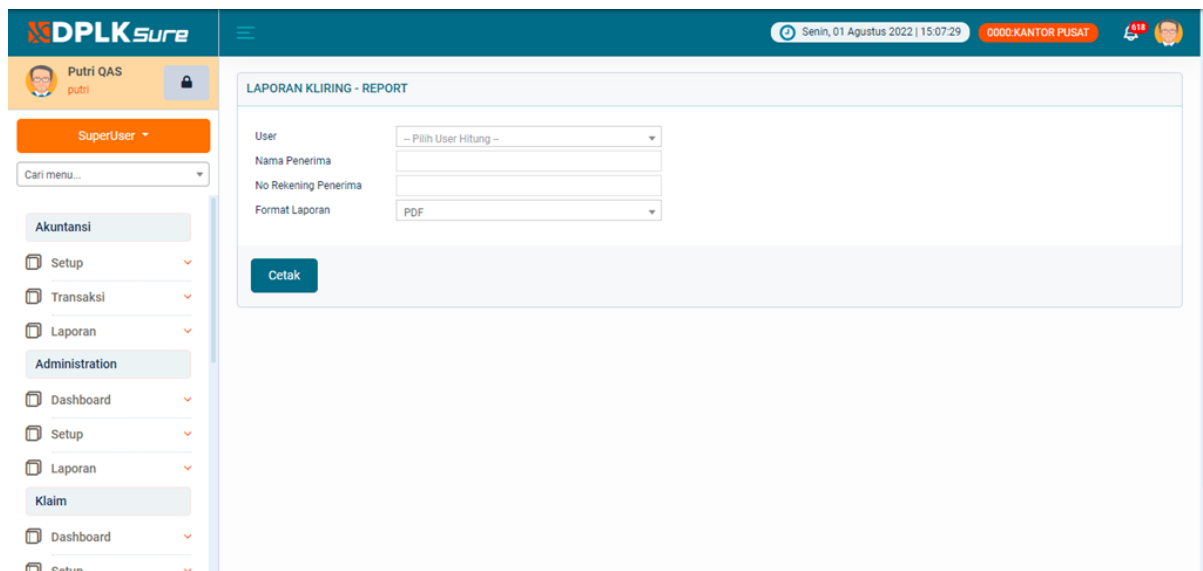 DPLK Sure
Senin, 01 Agustus 2022 | 15:07:29
0000:KANTOR PUSAT
618
Putri QAS
putri
SuperUser
Cari menu...
Akuntansi
Setup
Transaksi
Laporan
Administration
Dashboard
Setup
Laporan
Klaim
Dashboard
Setup
LAPORAN KLIRING - REPORT
User
-- Pilih User Hitung --
Nama Penerima
No Rekening Penerima
Format Laporan
PDF
Cetak